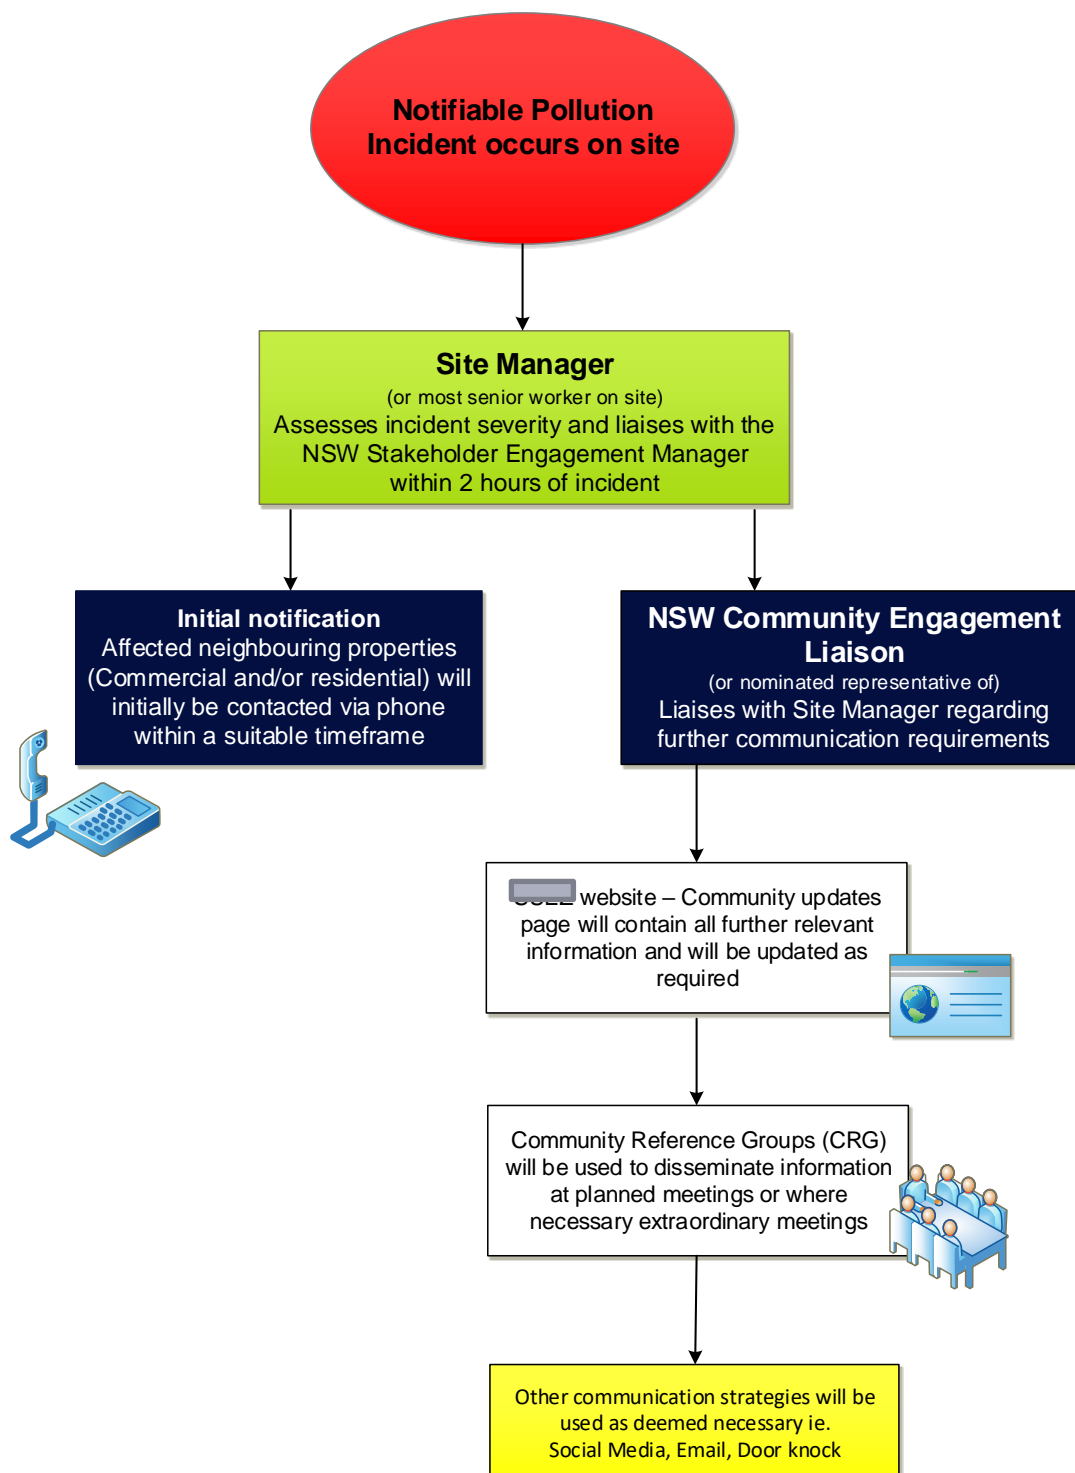 Notifiable Pollution
Incident occurs on site
Site Manager
(or most senior worker on site)
Assesses incident severity and liaises with the
NSW Stakeholder Engagement Manager
within 2 hours of incident
Initial notification
Affected neighbouring properties
(Commercial and/or residential) will
initially be contacted via phone
within a suitable timeframe
NSW Community Engagement
Liaison
(or nominated representative of)
Liaises with Site Manager regarding
further communication requirements
website – Community updates
page will contain all further relevant
information and will be updated as
required
Community Reference Groups (CRG)
will be used to disseminate information
at planned meetings or where
necessary extraordinary meetings
Other communication strategies will be
used as deemed necessary ie.
Social Media, Email, Door knock